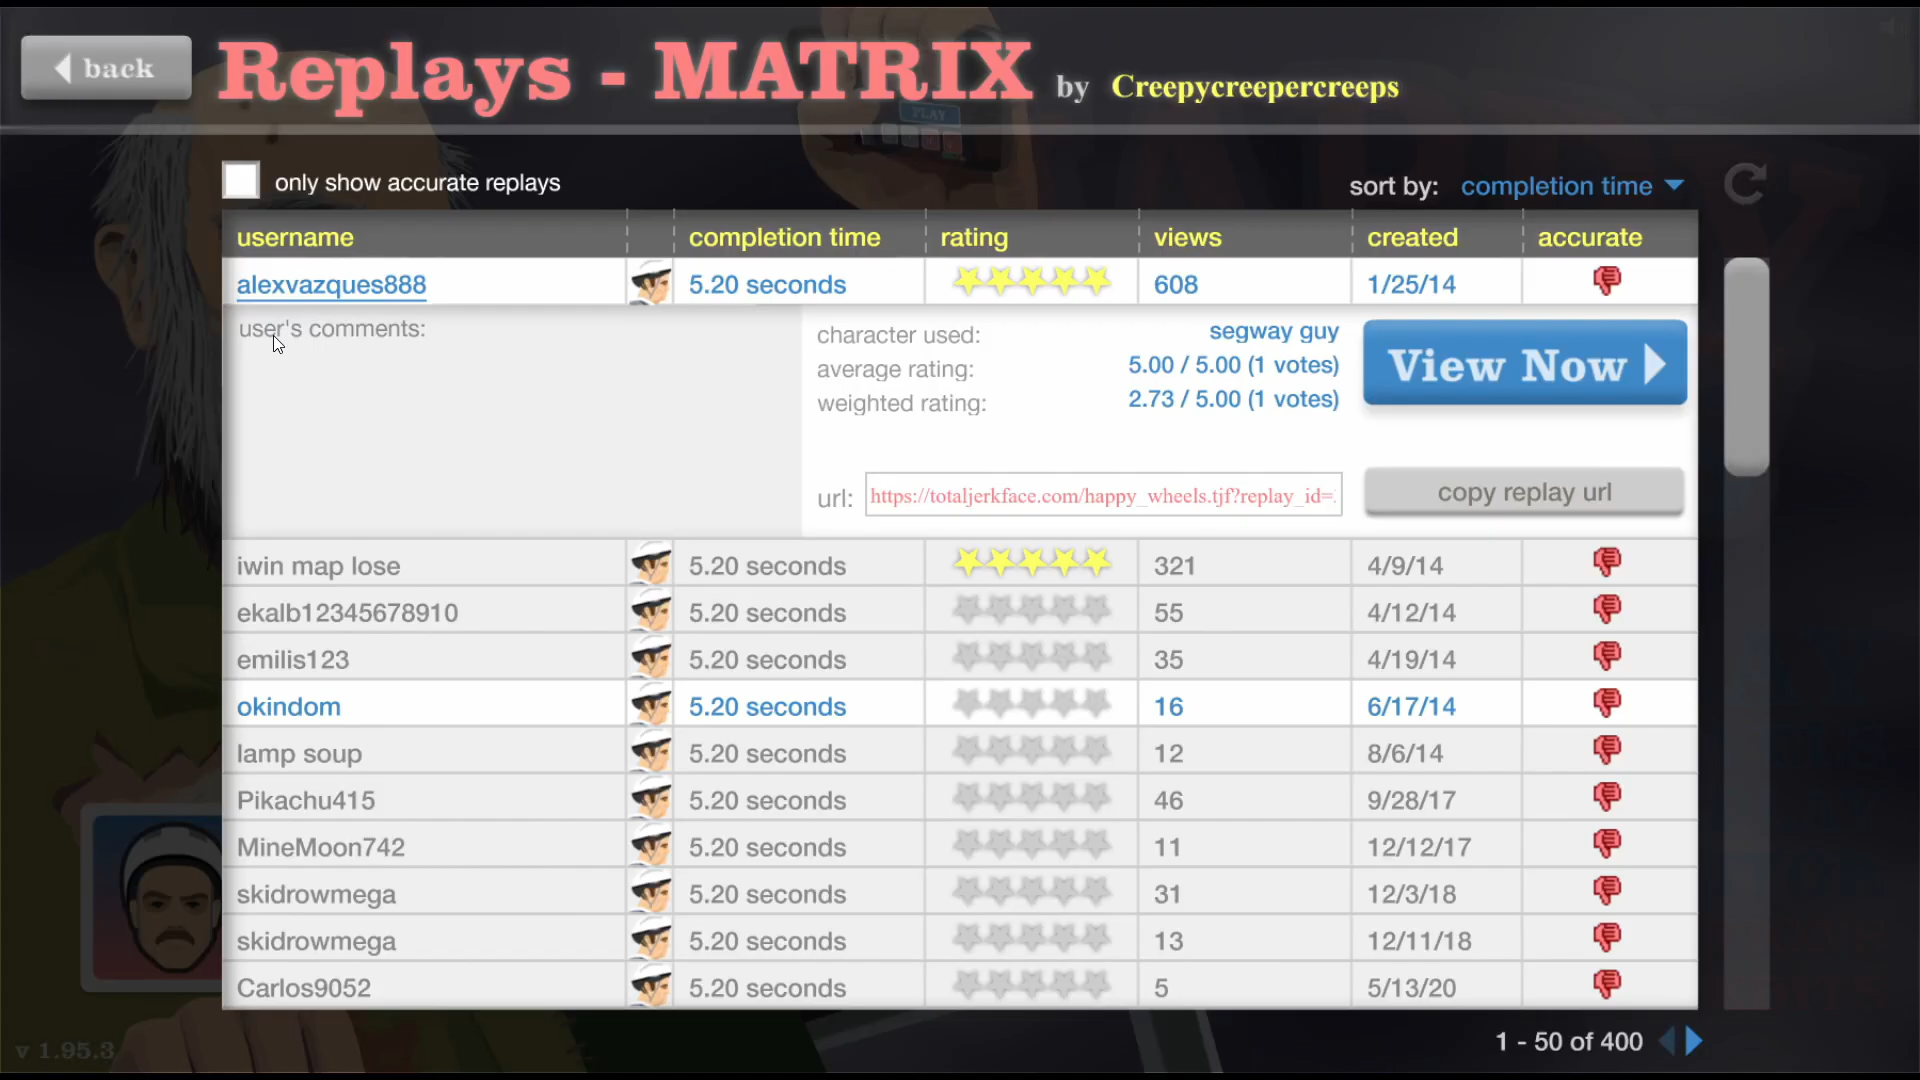 back
Replays - MATRIX by Creepycreepercreeps
PLAY
only show accurate replays
sort by: completion time
username completion time rating views created accurate
alexvazques888 5.20 seconds 608 1/25/14
user's comments:
character used: segway guy
average rating: 5.00 / 5.00 (1 votes)
weighted rating: 2.73 / 5.00 (1 votes)
View Now
url: https://totaljerkface.com/happy_wheels.tjf?replay_id=
copy replay url
iwin map lose 5.20 seconds 321 4/9/14
ekalb12345678910 5.20 seconds 55 4/12/14
emilis123 5.20 seconds 35 4/19/14
okindom 5.20 seconds 16 6/17/14
lamp soup 5.20 seconds 12 8/6/14
Pikachu415 5.20 seconds 46 9/28/17
MineMoon742 5.20 seconds 11 12/12/17
skidrowmega 5.20 seconds 31 12/3/18
skidrowmega 5.20 seconds 13 12/11/18
Carlos9052 5.20 seconds 5 5/13/20
1 - 50 of 400
v 1.95.3